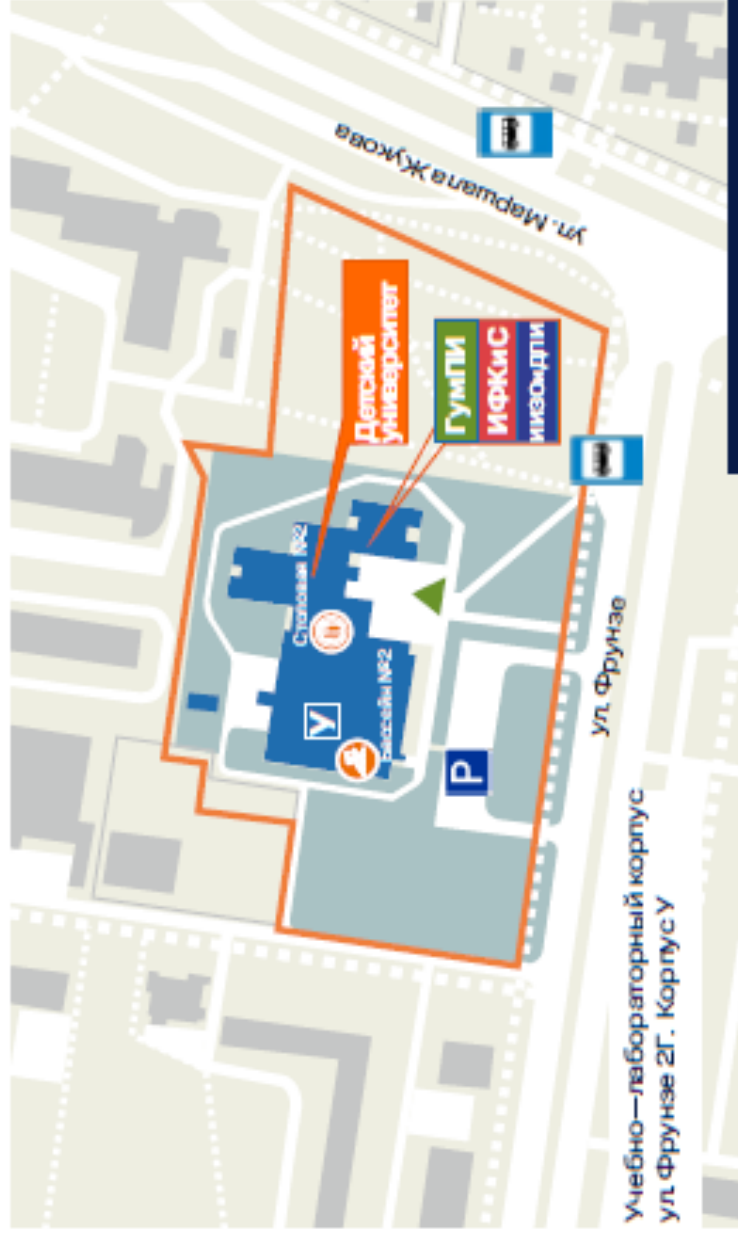 ул. Маршала Жукова
Детский
университет
ГумПИ
ИФКиС
ИИЗОиДПИ
Столовая №2
У
Бассейн №2
P
ул. Фрунзе
Учебно—лабораторный корпус
ул. Фрунзе 2Г. Корпус У